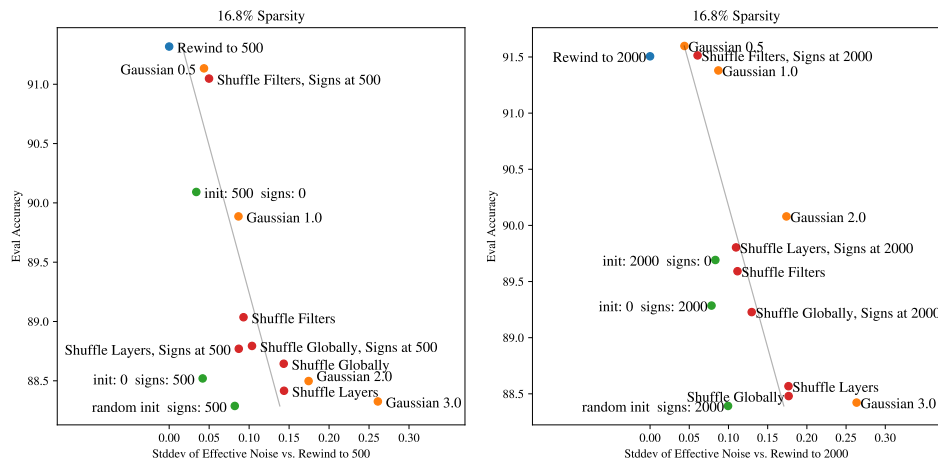 16.8% Sparsity
Rewind to 500
Gaussian 0.5
Shuffle Filters, Signs at 500
init: 500 signs: 0
Gaussian 1.0
Shuffle Filters
Shuffle Layers, Signs at 500
Shuffle Globally, Signs at 500
Shuffle Globally
init: 0 signs: 500
Gaussian 2.0
Shuffle Layers
random init signs: 500
Gaussian 3.0
91.0
90.5
90.0
89.5
89.0
88.5
Eval Accuracy
0.00 0.05 0.10 0.15 0.20 0.25 0.30
Stddev of Effective Noise vs. Rewind to 500
16.8% Sparsity
Gaussian 0.5
Rewind to 2000
Shuffle Filters, Signs at 2000
Gaussian 1.0
Gaussian 2.0
Shuffle Layers, Signs at 2000
init: 2000 signs: 0
Shuffle Filters
init: 0 signs: 2000
Shuffle Globally, Signs at 2000
Shuffle Layers
Shuffle Globally
random init signs: 2000
Gaussian 3.0
91.5
91.0
90.5
90.0
89.5
89.0
88.5
Eval Accuracy
0.00 0.05 0.10 0.15 0.20 0.25 0.30
Stddev of Effective Noise vs. Rewind to 2000